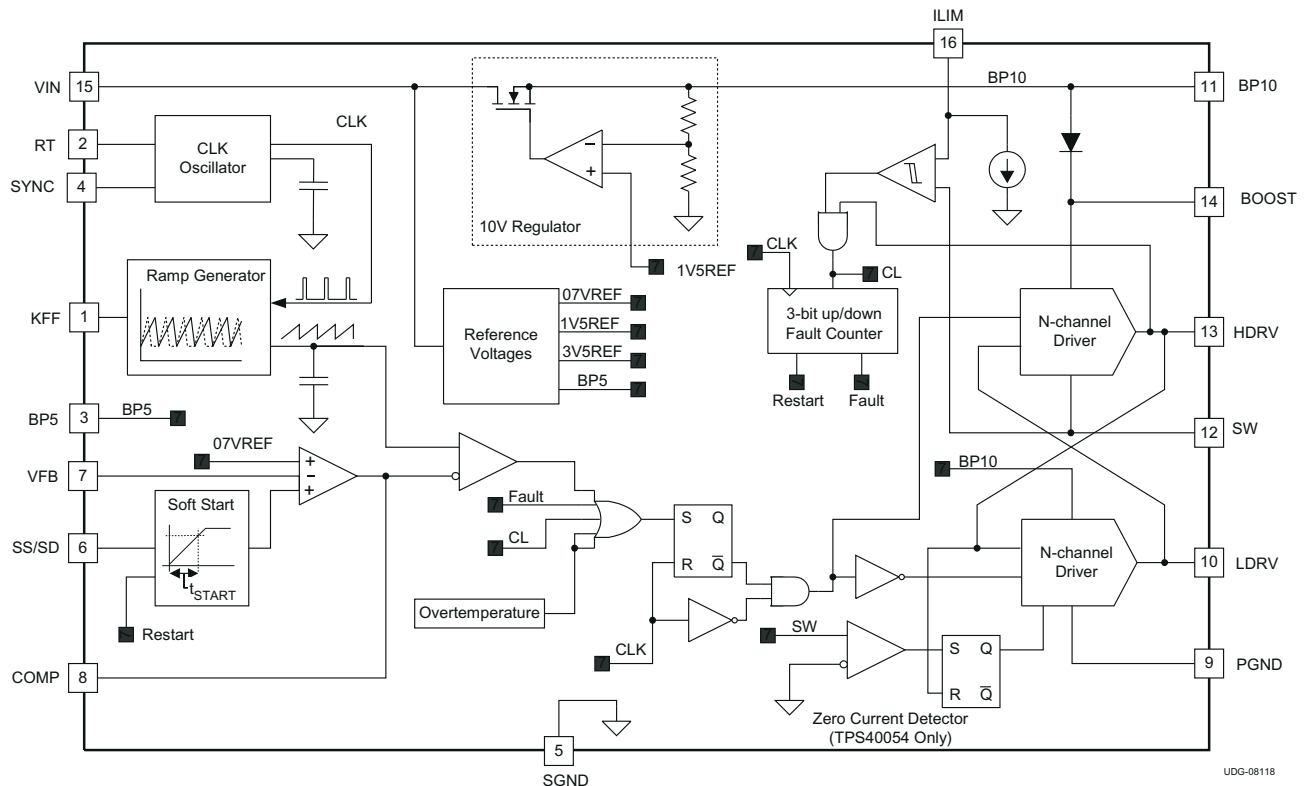 ILIM
16
VIN
15
BP10
11
BP10
RT
2
CLK
Oscillator
CLK
SYNC
4
14
BOOST
10V Regulator
1V5REF
CLK
CL
3-bit up/down
Fault Counter
Restart
Fault
KFF
1
Ramp Generator
Reference
Voltages
07VREF
1V5REF
3V5REF
BP5
N-channel
Driver
13
HDRV
BP5
3
BP5
12
SW
07VREF
VFB
7
BP10
Soft Start
tSTART
SS/SD
6
Restart
Fault
CL
S
Q
R
Q
Overtemperature
N-channel
Driver
10
LDRV
CLK
SW
S
Q
R
Q
COMP
8
9
PGND
Zero Current Detector
(TPS40054 Only)
5
SGND
UDG-08118